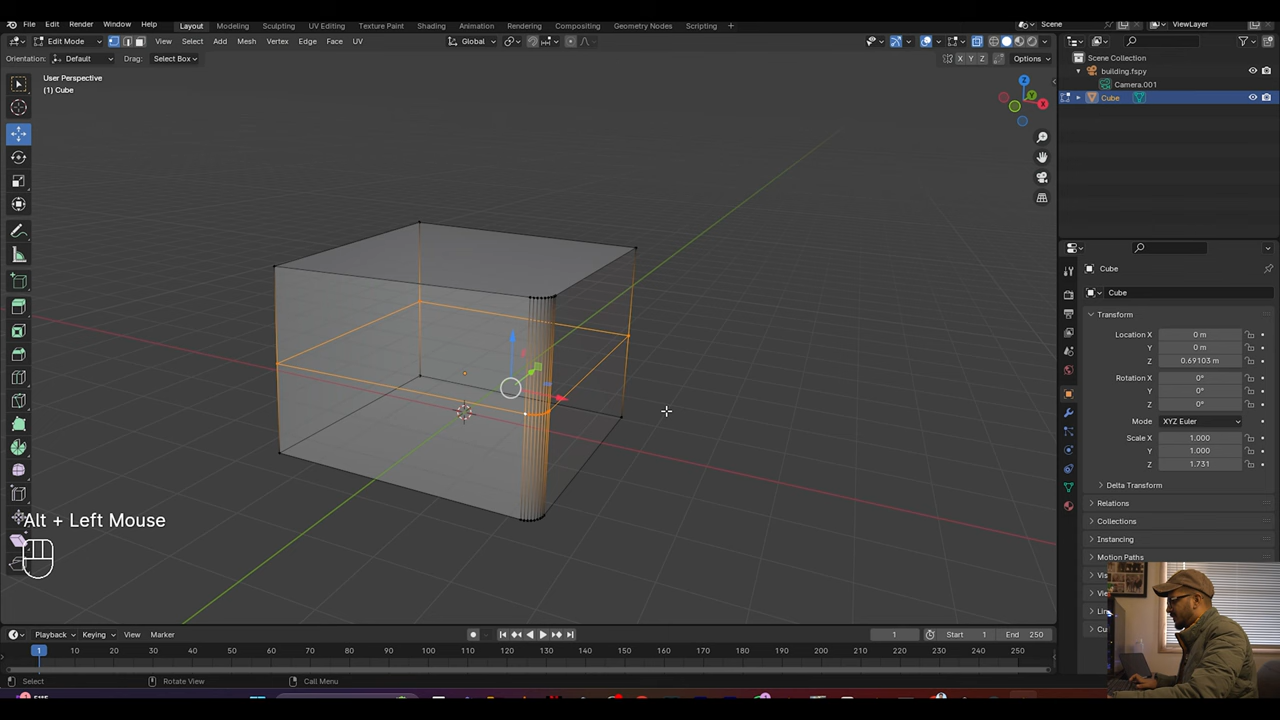 File Edit Render Window Help Layout Modeling Sculpting UV Editing Texture Paint Shading Animation Rendering Compositing Geometry Nodes Scripting + Scene ViewLayer
Edit Mode View Select Add Mesh Vertex Edge Face UV Global
Orientation: Default Drag: Select Box X Y Z Options
User Perspective
(1) Cube
Z
Y
X
Alt + Left Mouse
Scene Collection
building.fspy
Camera.001
Cube
Cube
Cube
Transform
Location X 0 m
Y 0 m
Z 0.69103 m
Rotation X 0°
Y 0°
Z 0°
Mode XYZ Euler
Scale X 1.000
Y 1.000
Z 1.731
Delta Transform
Relations
Collections
Instancing
Motion Paths
Playback Keying View Marker 1 Start 1 End 250
1 10 20 30 40 50 60 70 80 90 100 110 120 130 140 150 160 170 180 190 200 210 220 230 240 250
Select Rotate View Call Menu